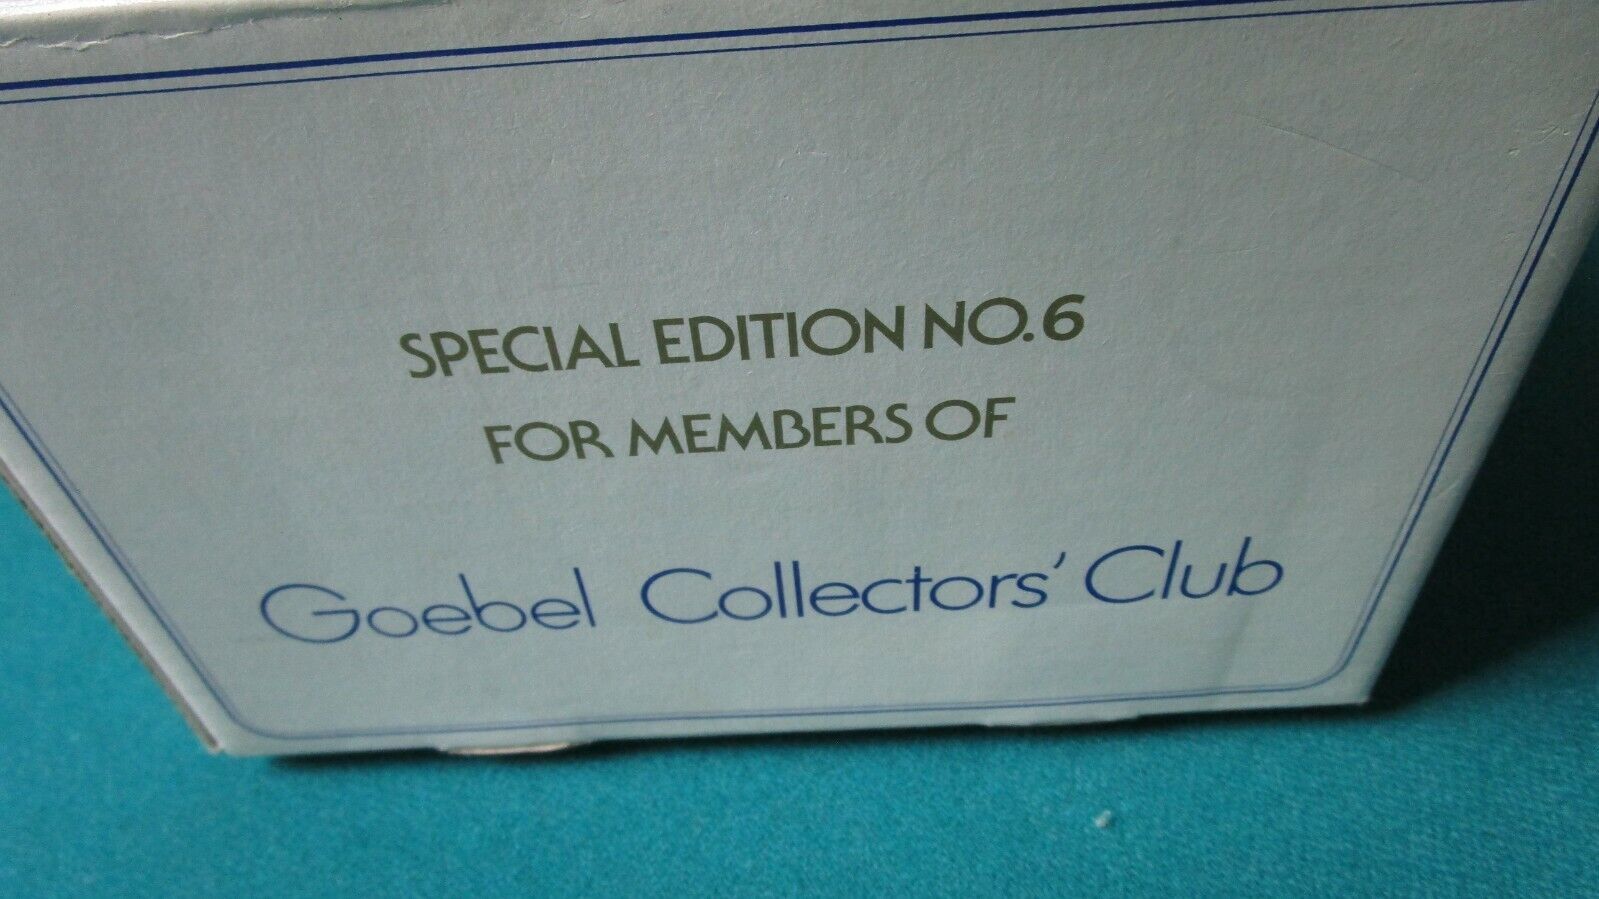 SPECIAL EDITION NO.6
FOR MEMBERS OF
Goebel Collectors' Club